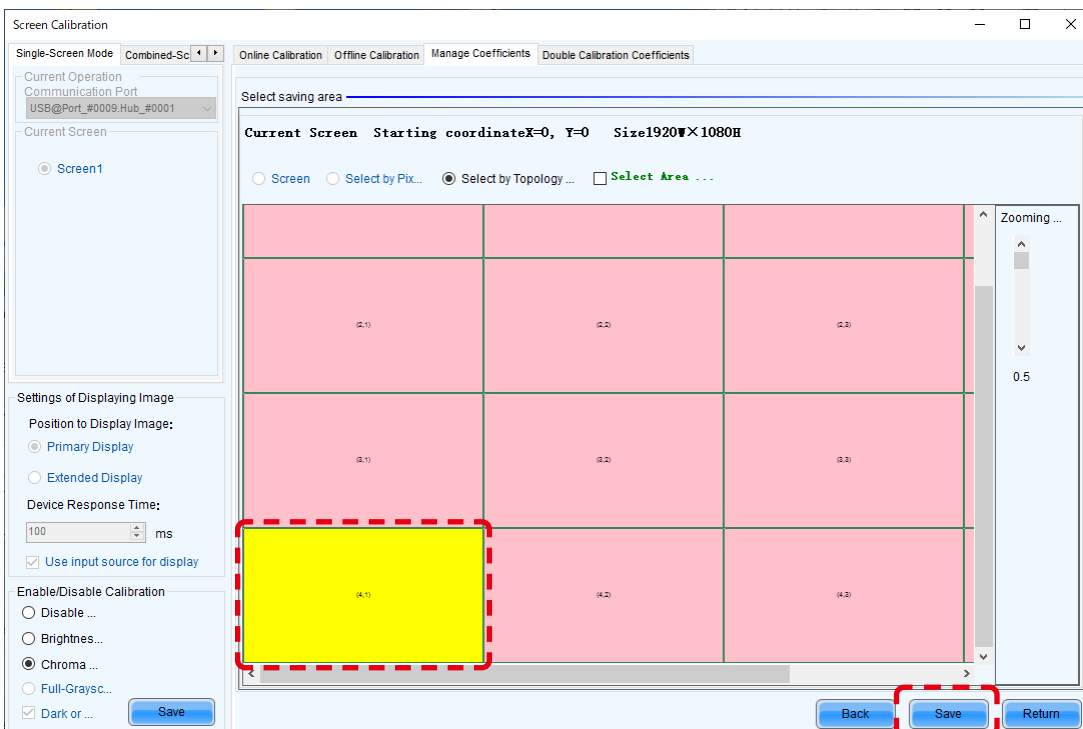 Screen Calibration
Single-Screen Mode
Combined-Sc
Current Operation
Communication Port
USB@Port_#0009.Hub_#0001
Current Screen
Screen1
Settings of Displaying Image
Position to Display Image:
Primary Display
Extended Display
Device Response Time:
100 ms
Use input source for display
Enable/Disable Calibration
Disable ...
Brightnes...
Chroma ...
Full-Graysc...
Dark or ...
Save
Online Calibration
Offline Calibration
Manage Coefficients
Double Calibration Coefficients
Select saving area
Current Screen Starting coordinateX=0, Y=0 Size1920W×1080H
Screen
Select by Pix...
Select by Topology ...
Select Area ...
(2,1) (2,2) (2,3)
(3,1) (3,2) (3,3)
(4,1) (4,2) (4,3)
Zooming ...
0.5
Back
Save
Return